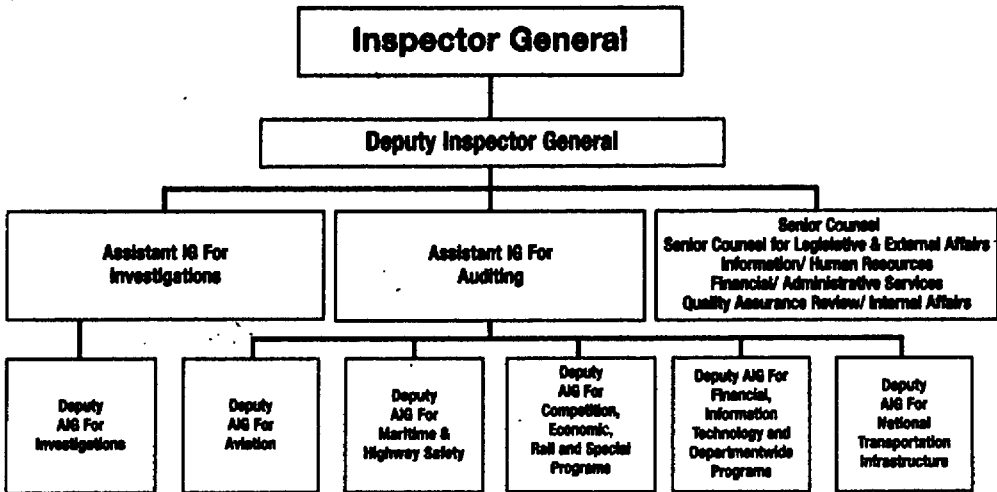 Inspector General
Deputy Inspector General
Assistant IG For
Investigations
Assistant IG For
Auditing
Senior Counsel
Senior Counsel for Legislative & External Affairs
Information/ Human Resources
Financial/ Administrative Services
Quality Assurance Review/ Internal Affairs
Deputy
AIG For
Investigations
Deputy
AIG For
Aviation
Deputy
AIG For
Maritime &
Highway Safety
Deputy
AIG For
Competition,
Economic,
Rail and Special
Programs
Deputy AIG For
Financial,
Information
Technology and
Departmentwide
Programs
Deputy
AIG For
National
Transportation
Infrastructure